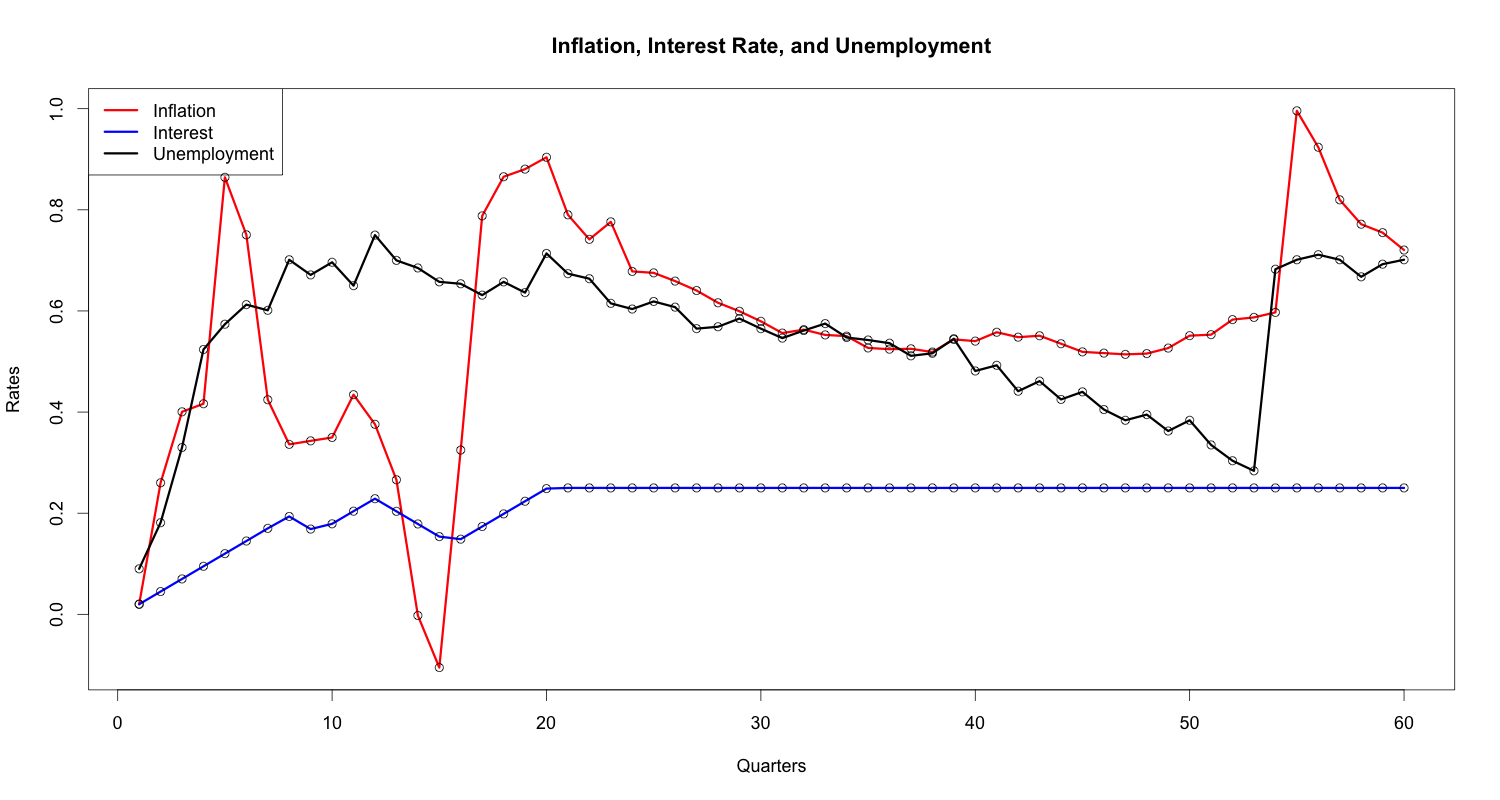 Inflation, Interest Rate, and Unemployment
Inflation
Interest
Unemployment
Rates
1.0
0.8
0.6
0.4
0.2
0.0
0 10 20 30 40 50 60
Quarters